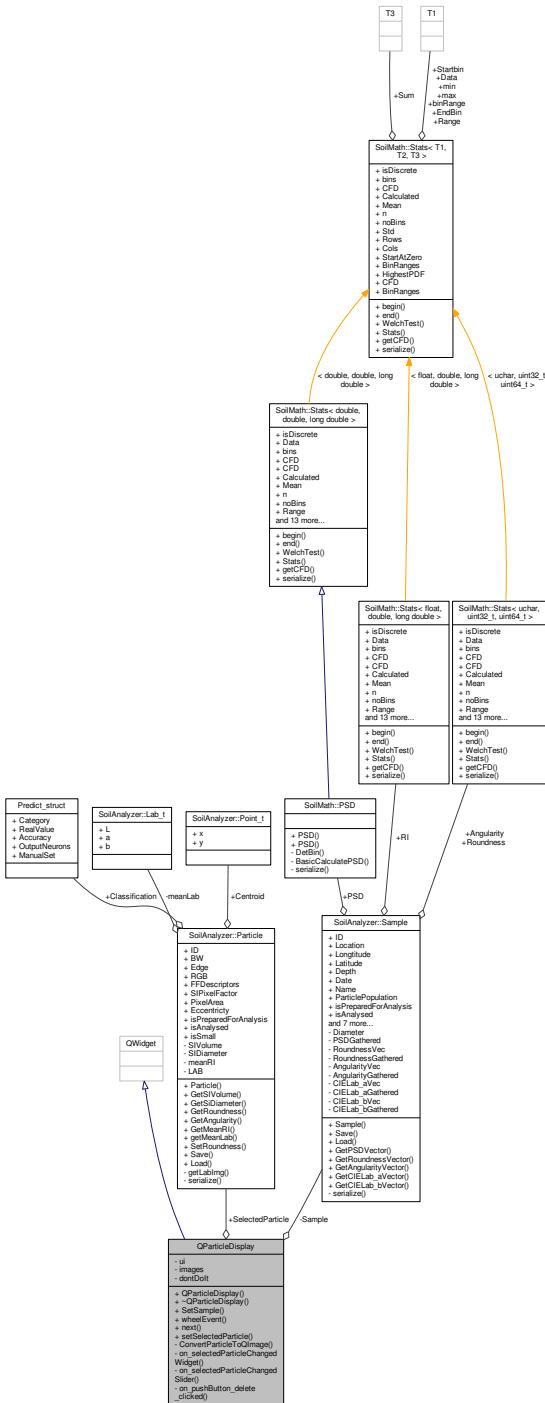 T3
T1
+Startbin
+Data
+min
+max
+binRange
+EndBin
+Range
+Sum
SoilMath::Stats< T1,
T2, T3 >
+ isDiscrete
+ bins
+ CFD
+ Calculated
+ Mean
+ n
+ noBins
+ Std
+ Rows
+ Cols
+ StartAtZero
+ BinRanges
+ HighestPDF
+ CFD
+ BinRanges
+ begin()
+ end()
+ WelchTest()
+ Stats()
+ getCFD()
+ serialize()
< double, double, long
double >
< float, double, long
double >
< uchar, uint32_t,
uint64_t >
SoilMath::Stats< double,
double, long double >
+ isDiscrete
+ Data
+ bins
+ CFD
+ CFD
+ Calculated
+ Mean
+ n
+ noBins
+ Range
and 13 more...
+ begin()
+ end()
+ WelchTest()
+ Stats()
+ getCFD()
+ serialize()
SoilMath::Stats< float,
double, long double >
+ isDiscrete
+ Data
+ bins
+ CFD
+ CFD
+ Calculated
+ Mean
+ n
+ noBins
+ Range
and 13 more...
+ begin()
+ end()
+ WelchTest()
+ Stats()
+ getCFD()
+ serialize()
SoilMath::Stats< uchar,
uint32_t, uint64_t >
+ isDiscrete
+ Data
+ bins
+ CFD
+ CFD
+ Calculated
+ Mean
+ n
+ noBins
+ Range
and 13 more...
+ begin()
+ end()
+ WelchTest()
+ Stats()
+ getCFD()
+ serialize()
Predict_struct
+ Category
+ RealValue
+ Accuracy
+ OutputNeurons
+ ManualSet
SoilAnalyzer::Lab_t
+ L
+ a
+ b
SoilAnalyzer::Point_t
+ x
+ y
SoilMath::PSD
+ PSD()
+ PSD()
- DetBin()
- BasicCalculatePSD()
- serialize()
+RI
+Angularity
+Roundness
+Classification
-meanLab
+Centroid
+PSD
SoilAnalyzer::Particle
+ ID
+ BW
+ Edge
+ RGB
+ FFDescriptors
+ SIPixelFactor
+ PixelArea
+ Eccentricty
+ isPreparedForAnalysis
+ isAnalysed
+ isSmall
- SIVolume
- SIDiameter
- meanRI
- LAB
+ Particle()
+ GetSIVolume()
+ GetSiDiameter()
+ GetRoundness()
+ GetAngularity()
+ GetMeanRI()
+ getMeanLab()
+ SetRoundness()
+ Save()
+ Load()
- getLabImg()
- serialize()
SoilAnalyzer::Sample
+ ID
+ Location
+ Longtitude
+ Latitude
+ Depth
+ Date
+ Name
+ ParticlePopulation
+ isPreparedForAnalysis
+ isAnalysed
and 7 more...
- Diameter
- PSDGathered
- RoundnessVec
- RoundnessGathered
- AngularityVec
- AngularityGathered
- CIELab_aVec
- CIELab_aGathered
- CIELab_bVec
- CIELab_bGathered
+ Sample()
+ Save()
+ Load()
+ GetPSDVector()
+ GetRoundnessVector()
+ GetAngularityVector()
+ GetCIELab_aVector()
+ GetCIELab_bVector()
- serialize()
QWidget
+SelectedParticle
-Sample
QParticleDisplay
- ui
- images
- dontDoIt
+ QParticleDisplay()
+ ~QParticleDisplay()
+ SetSample()
+ wheelEvent()
+ next()
+ setSelectedParticle()
- ConvertParticleToQImage()
- on_selectedParticleChanged
Widget()
- on_selectedParticleChanged
Slider()
- on_pushButton_delete
_clicked()